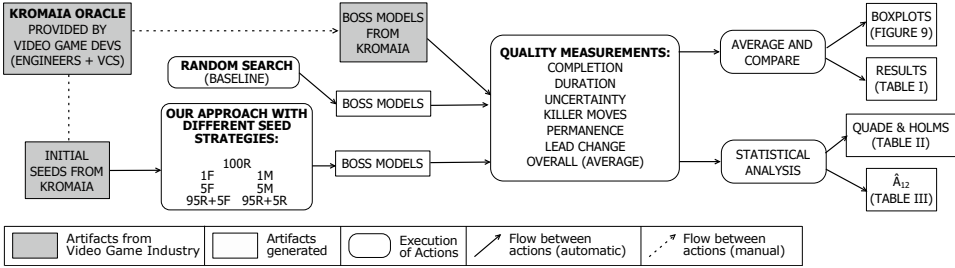 KROMAIA ORACLE
PROVIDED BY
VIDEO GAME DEVS
(ENGINEERS + VCS)
INITIAL
SEEDS FROM
KROMAIA
RANDOM SEARCH
(BASELINE)
OUR APPROACH WITH
DIFFERENT SEED
STRATEGIES:
100R
1F 1M
5F 5M
95R+5F 95R+5R
BOSS MODELS
FROM
KROMAIA
BOSS MODELS
BOSS MODELS
QUALITY MEASUREMENTS:
COMPLETION
DURATION
UNCERTAINTY
KILLER MOVES
PERMANENCE
LEAD CHANGE
OVERALL (AVERAGE)
AVERAGE AND
COMPARE
STATISTICAL
ANALYSIS
BOXPLOTS
(FIGURE 9)
RESULTS
(TABLE I)
QUADE & HOLMS
(TABLE II)
Â12
(TABLE III)
Artifacts from
Video Game Industry
Artifacts
generated
Execution
of Actions
Flow between
actions (automatic)
Flow between
actions (manual)